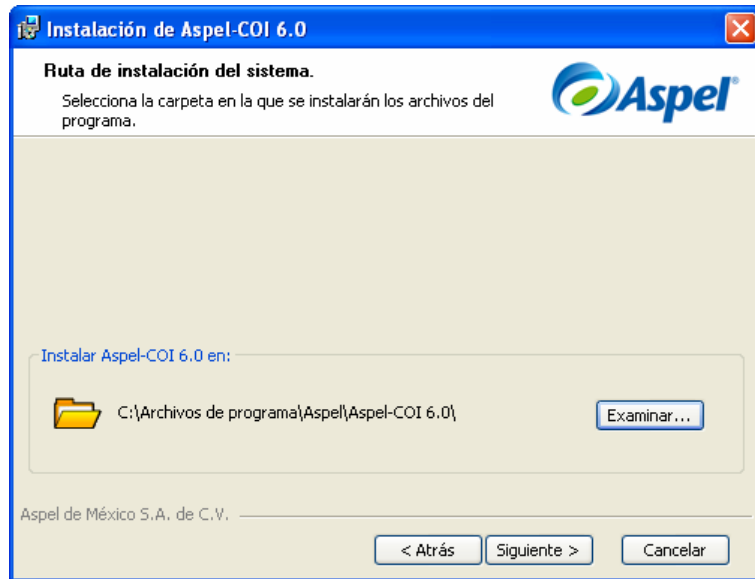 Instalación de Aspel-COI 6.0
Ruta de instalación del sistema.
Selecciona la carpeta en la que se instalarán los archivos del
programa.
Aspel
Instalar Aspel-COI 6.0 en:
C:\Archivos de programa\Aspel\Aspel-COI 6.0\
Examinar...
Aspel de México S.A. de C.V.
< Atrás
Siguiente >
Cancelar